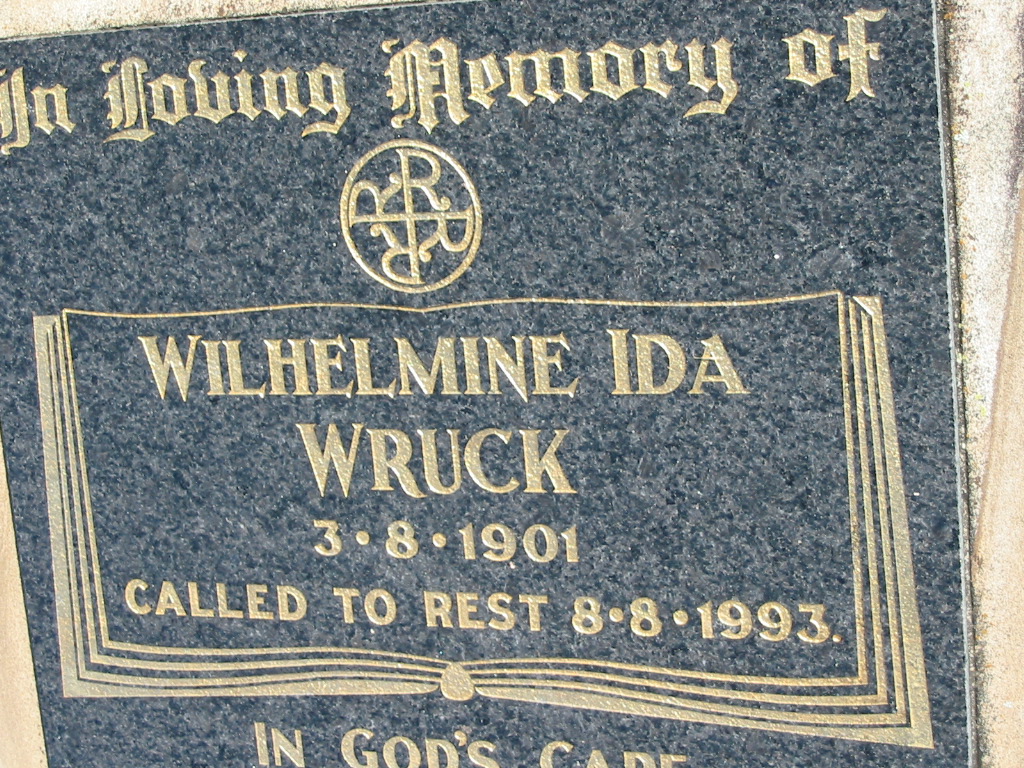 In Loving Memory of
R R R R
WILHELMINE IDA
WRUCK
3·8·1901
CALLED TO REST 8·8·1993.
IN GOD'S CARE